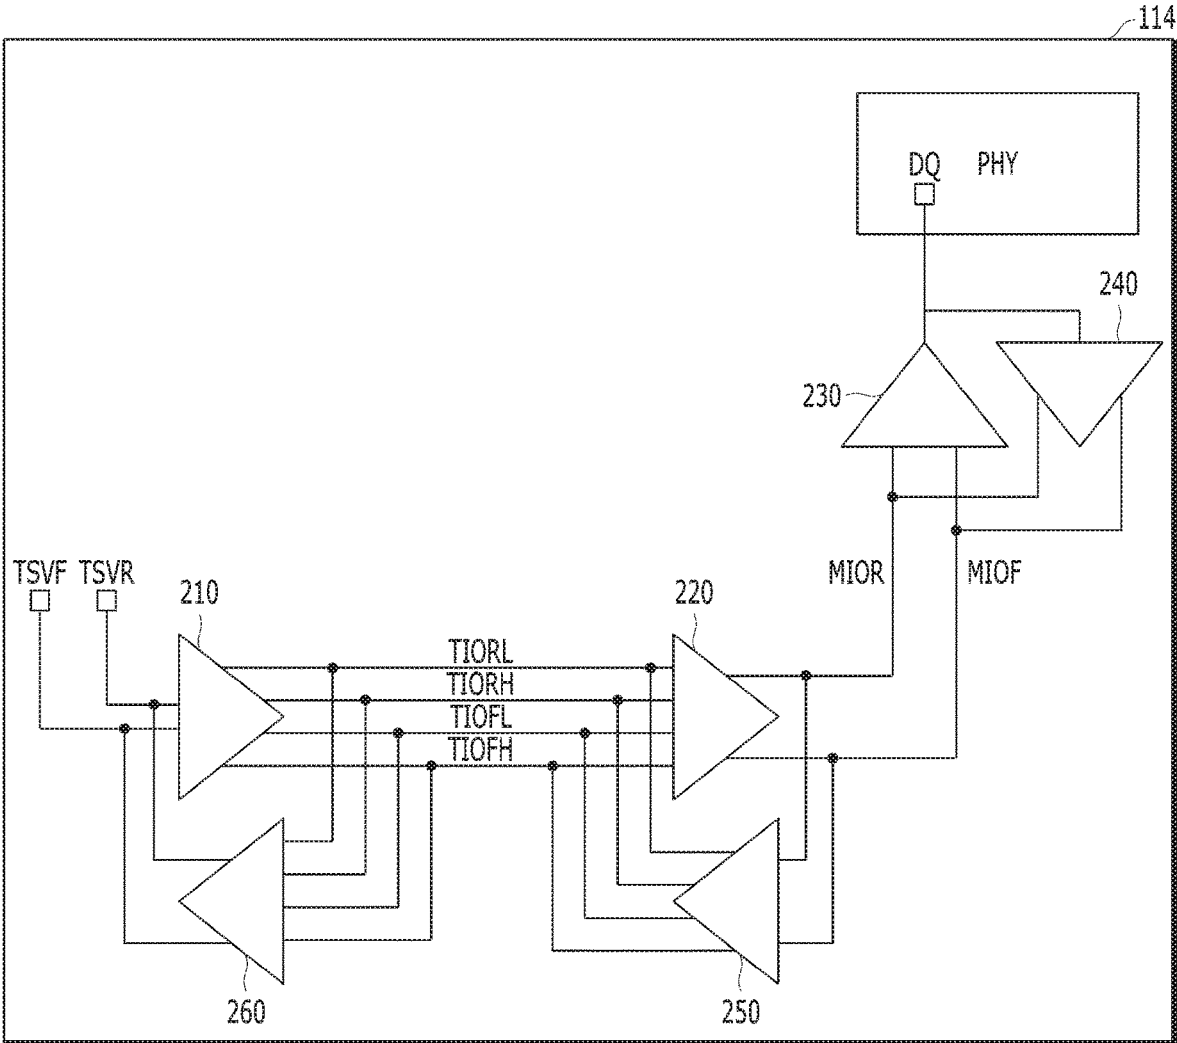 114
DQ PHY
240
230
TSVF TSVR
210
220
MIOR MIOF
TIORL
TIORH
TIOFL
TIOFH
260
250